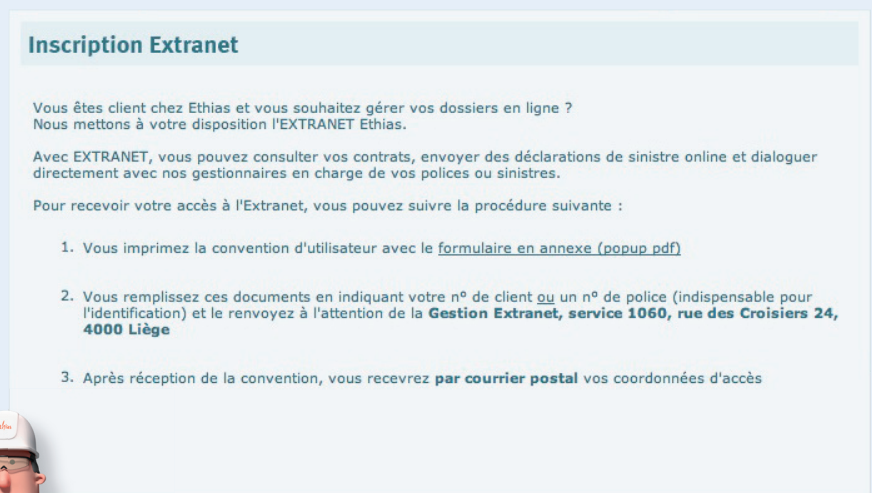 Inscription Extranet
Vous êtes client chez Ethias et vous souhaitez gérer vos dossiers en ligne ?
Nous mettons à votre disposition l'EXTRANET Ethias.
Avec EXTRANET, vous pouvez consulter vos contrats, envoyer des déclarations de sinistre online et dialoguer
directement avec nos gestionnaires en charge de vos polices ou sinistres.
Pour recevoir votre accès à l'Extranet, vous pouvez suivre la procédure suivante :
1. Vous imprimez la convention d'utilisateur avec le formulaire en annexe (popup pdf)
2. Vous remplissez ces documents en indiquant votre n° de client ou un n° de police (indispensable pour
l'identification) et le renvoyez à l'attention de la Gestion Extranet, service 1060, rue des Croisiers 24,
4000 Liège
3. Après réception de la convention, vous recevrez par courrier postal vos coordonnées d'accès